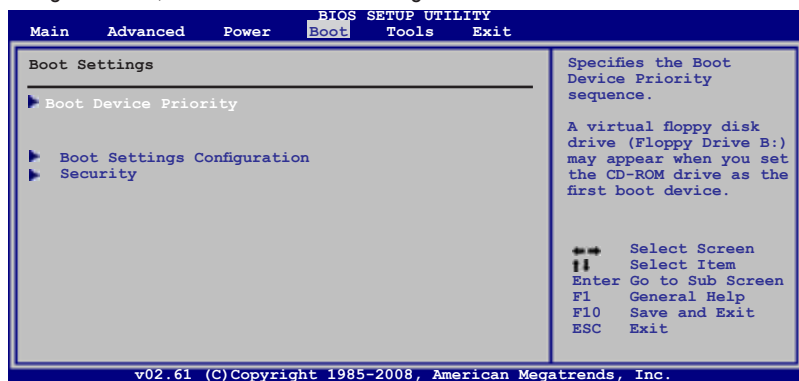 BIOS SETUP UTILITY
Main Advanced Power Boot Tools Exit
Boot Settings
Boot Device Priority
Boot Settings Configuration
Security
Specifies the Boot
Device Priority
sequence.
A virtual floppy disk
drive (Floppy Drive B:)
may appear when you set
the CD-ROM drive as the
first boot device.
Select Screen
Select Item
Enter Go to Sub Screen
F1 General Help
F10 Save and Exit
ESC Exit
v02.61 (C)Copyright 1985-2008, American Megatrends, Inc.